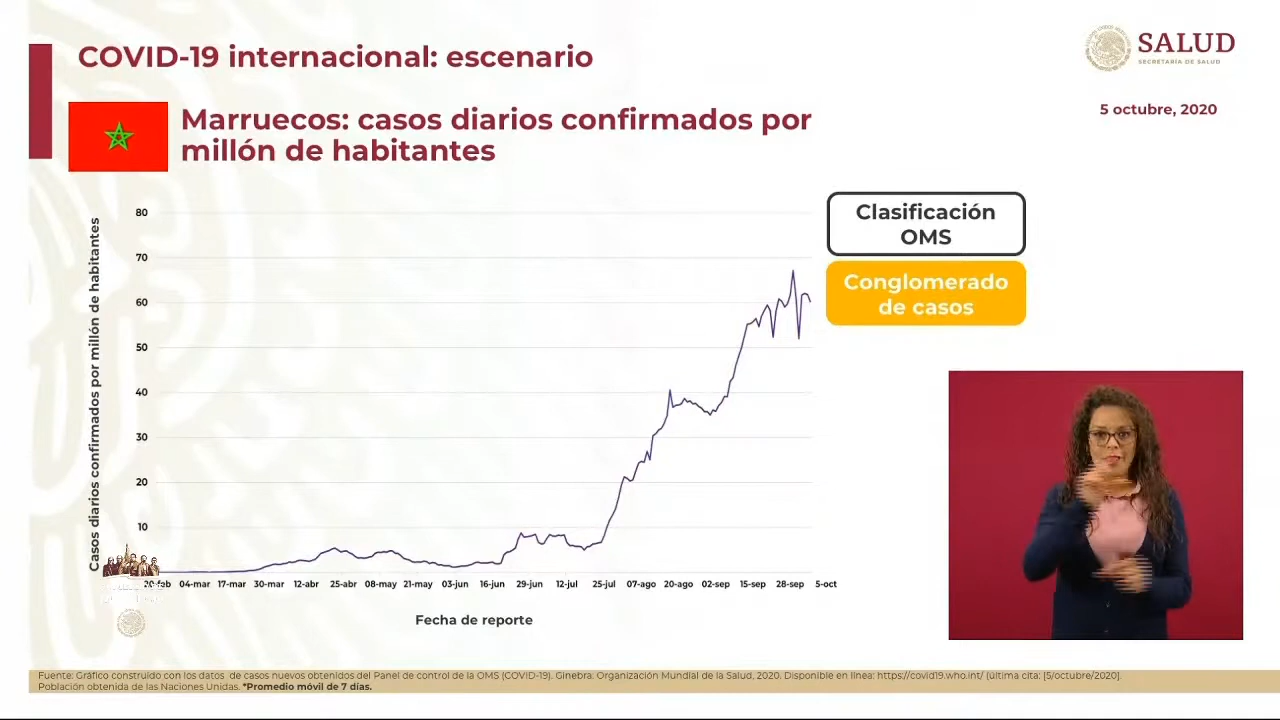 COVID-19 internacional: escenario
SALUD
SECRETARÍA DE SALUD
5 octubre, 2020
Marruecos: casos diarios confirmados por
millón de habitantes
Clasificación
OMS
Conglomerado
de casos
Casos diarios confirmados por millón de habitantes
80
70
60
50
40
30
20
10
20-feb 04-mar 17-mar 30-mar 12-abr 25-abr 08-may 21-may 03-jun 16-jun 29-jun 12-jul 25-jul 07-ago 20-ago 02-sep 15-sep 28-sep 5-oct
Fecha de reporte
Fuente: Gráfico construido con los datos de casos nuevos obtenidos del Panel de control de la OMS (COVID-19). Ginebra: Organización Mundial de la Salud, 2020. Disponible en línea: https://covid19.who.int/ (última cita: [5/octubre/2020].
Población obtenida de las Naciones Unidas. *Promedio móvil de 7 días.